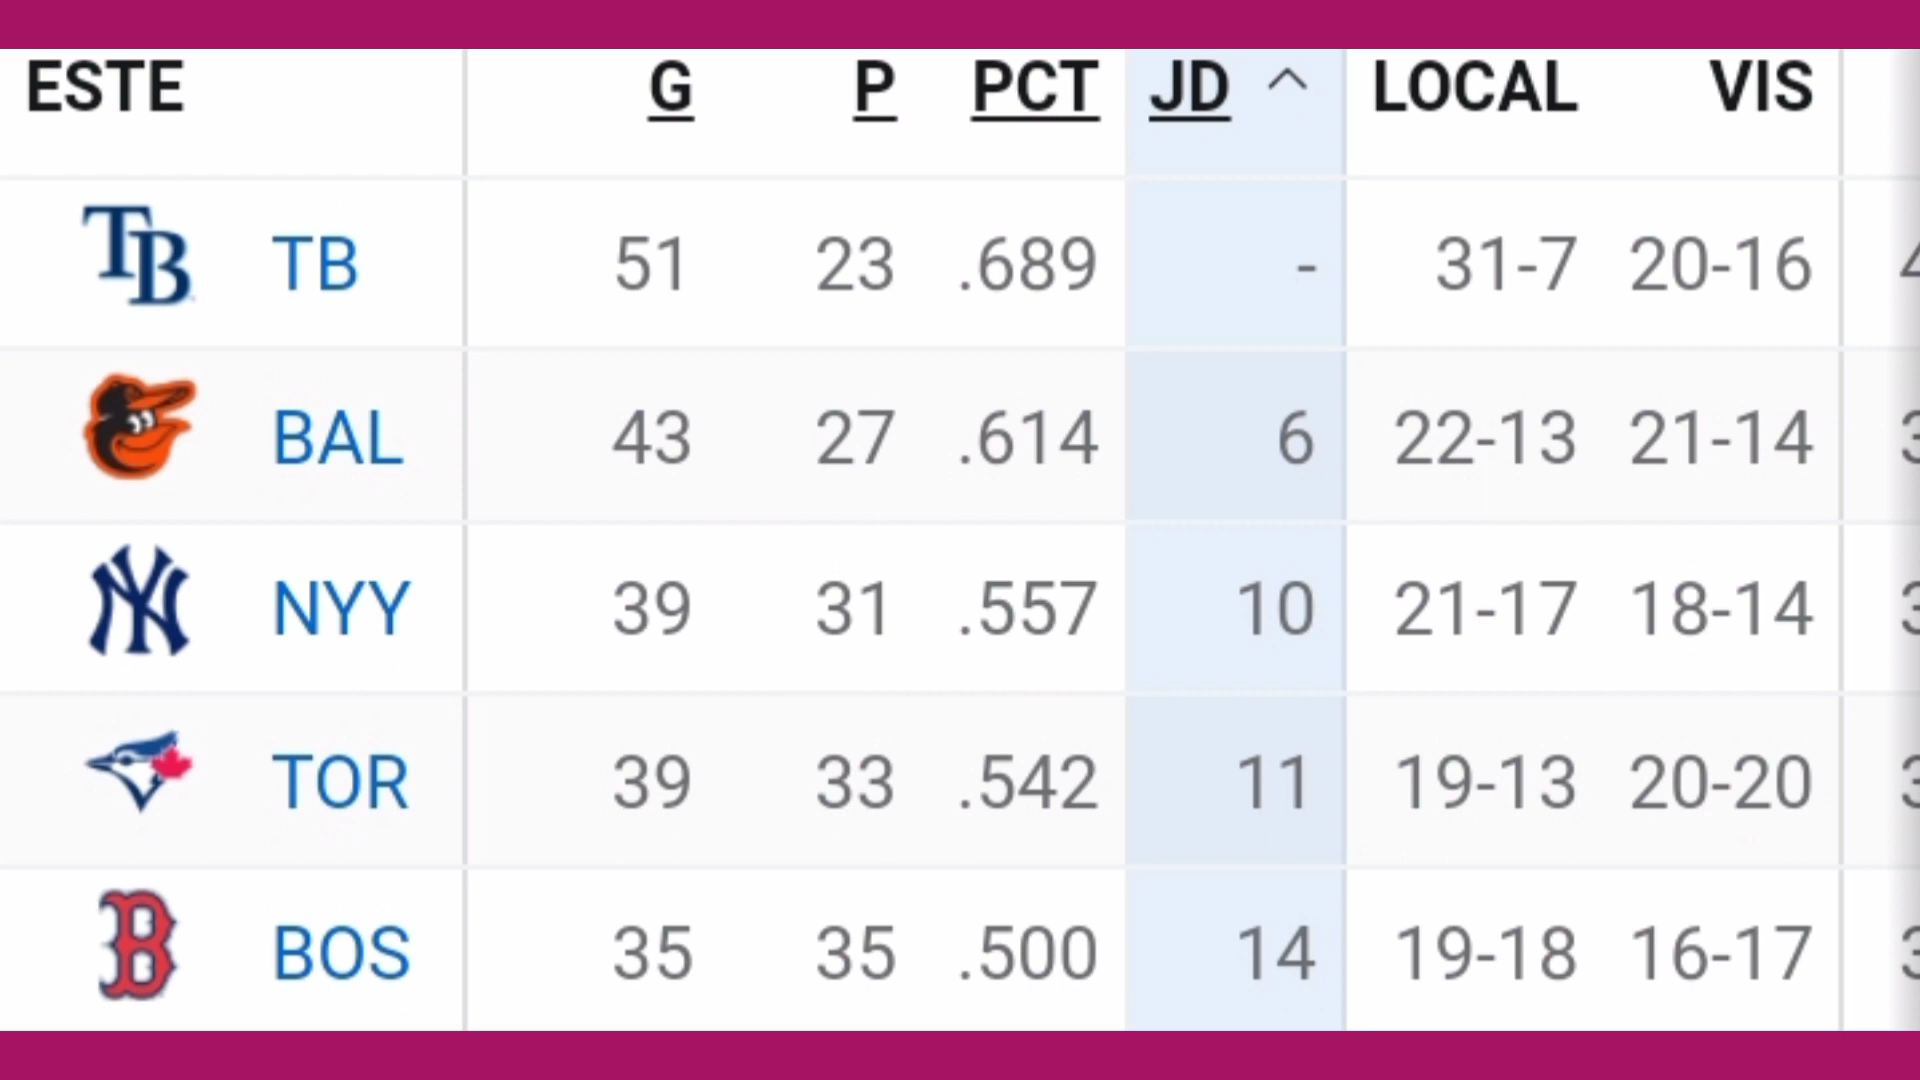 ESTE G P PCT JD LOCAL VIS
TB TB 51 23 .689 - 31-7 20-16
BAL 43 27 .614 6 22-13 21-14
NY NYY 39 31 .557 10 21-17 18-14
TOR 39 33 .542 11 19-13 20-20
B BOS 35 35 .500 14 19-18 16-17